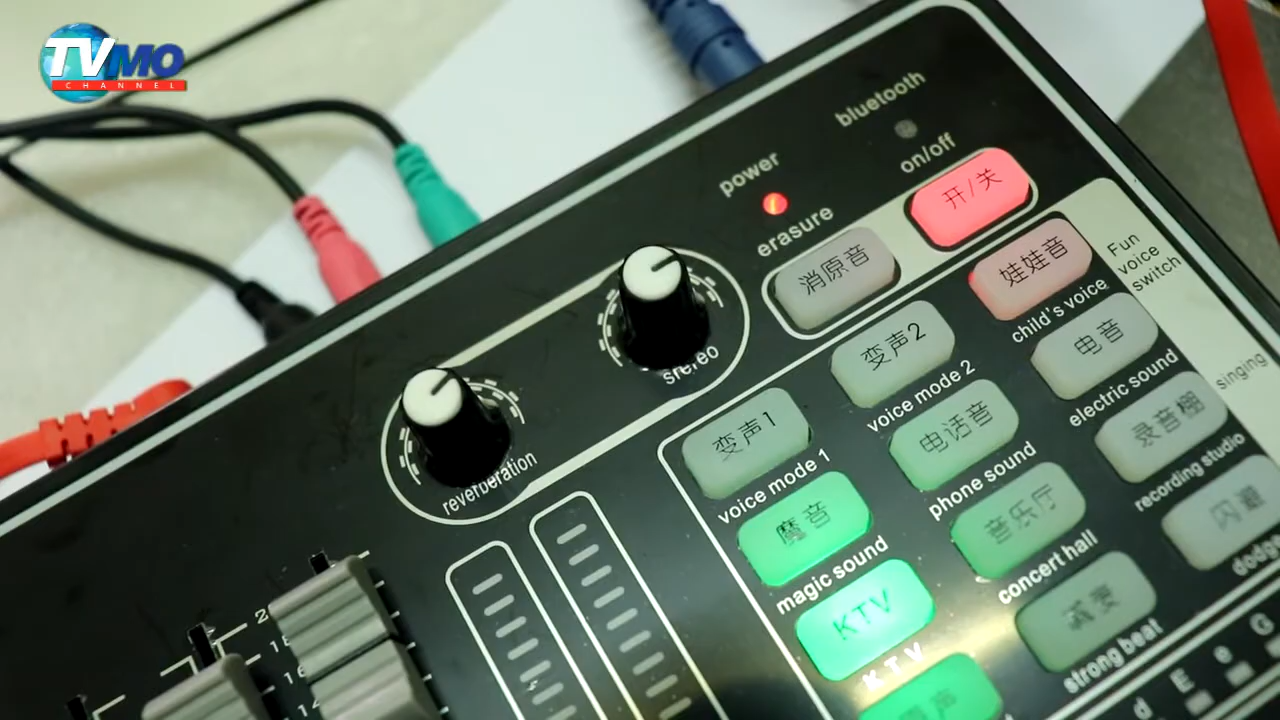 TVMO
CHANNEL
bluetooth
power
on/off
开/关
erasure
消原音
娃娃音
Fun
voice
switch
child's voice
stereo
变声2
voice mode 2
电音
electric sound
singing
reverberation
变声1
voice mode 1
电话音
phone sound
录音棚
recording studio
魔音
magic sound
音乐厅
concert hall
闪避
KTV
KTV
strong beat
d E e G